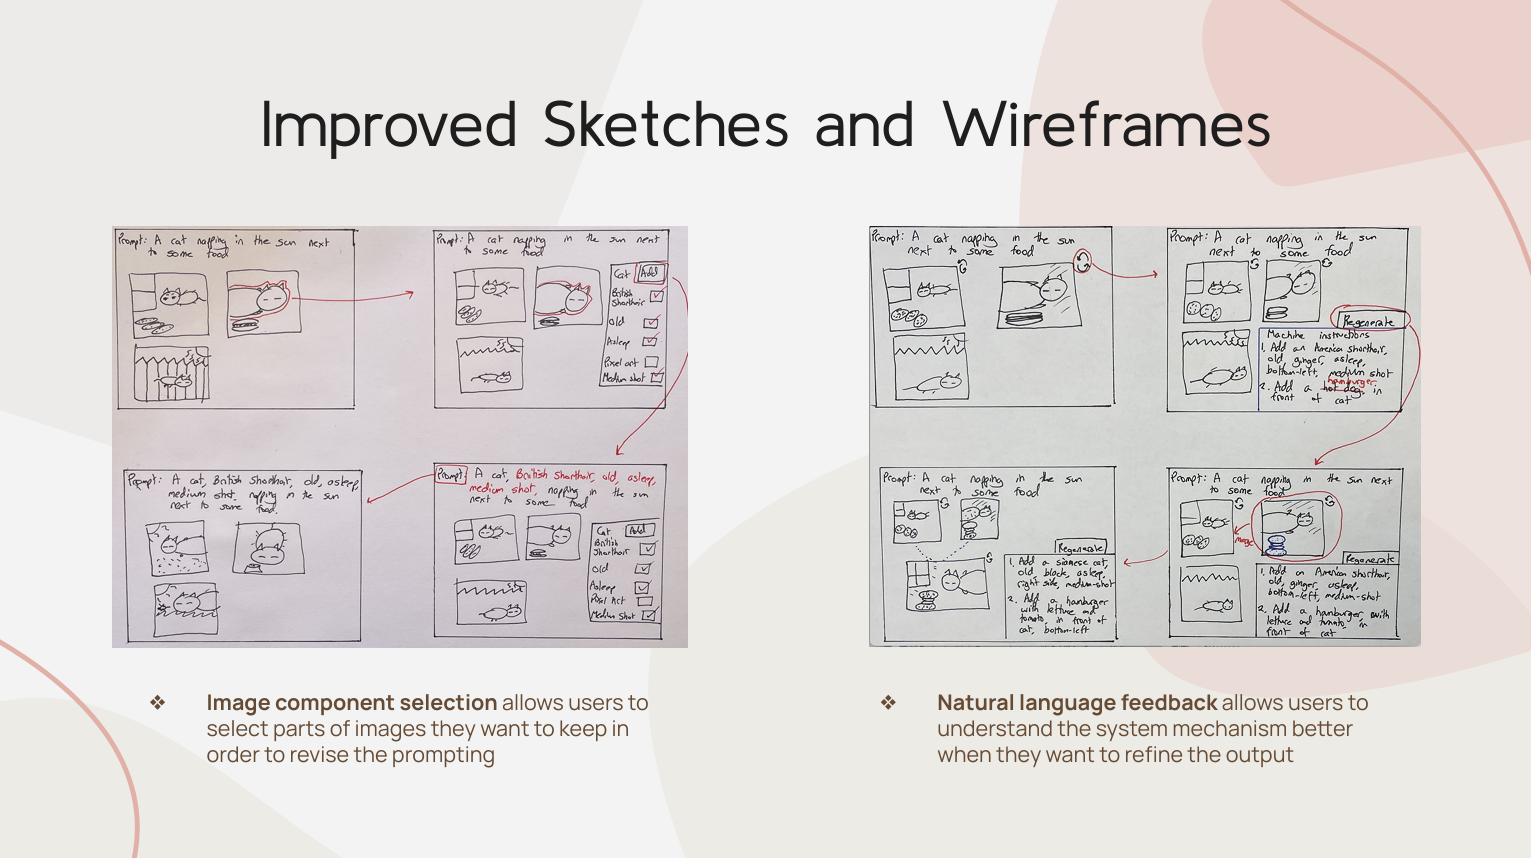 Improved Sketches and Wireframes
Prompt: A cat napping in the sun next
to some food
Prompt: A cat napping in the sun next
to some food
Cat Add
British
Shorthair
Old
Asleep
Pixel art
Medium shot
Prompt: A cat, British Shorthair, old, asleep,
medium shot, napping in the sun
next to some food.
Prompt: A cat, British Shorthair, old, asleep,
medium shot, napping in the sun
next to some food
Cat Add
British
Shorthair
Old
Asleep
Pixel Art
Medium Shot
Prompt: A cat napping in the sun
next to some food
Prompt: A cat napping in the sun
next to some food
Regenerate
Machine instructions
1. Add an America shorthair,
old, ginger, asleep,
bottom-left, medium shot
hamburger
2. Add a hot dog, in
front of cat
Prompt: A cat napping in the sun
next to some food
Regenerate
1. Add a siamese cat,
old, black, asleep,
right side, medium-shot
2. Add a hamburger
with lettuce and
tomato, in front of
cat, bottom-left
Prompt: A cat napping in the sun next
to some food
merge
Regenerate
1. Add an American shorthair,
old, ginger, asleep,
bottom-left, medium-shot
2. Add a hamburger, with
lettuce and tomato, in
front of cat
❖ Image component selection allows users to
select parts of images they want to keep in
order to revise the prompting
❖ Natural language feedback allows users to
understand the system mechanism better
when they want to refine the output